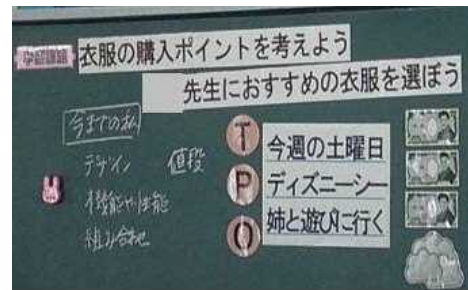 学習課題 衣服の購入ポイントを考えよう
先生におすすめの衣服を選ぼう
今までの私
デザイン 値段
機能や性能
組み合わせ
T 今週の土曜日
P ディズニーシー
O 姉と遊びに行く